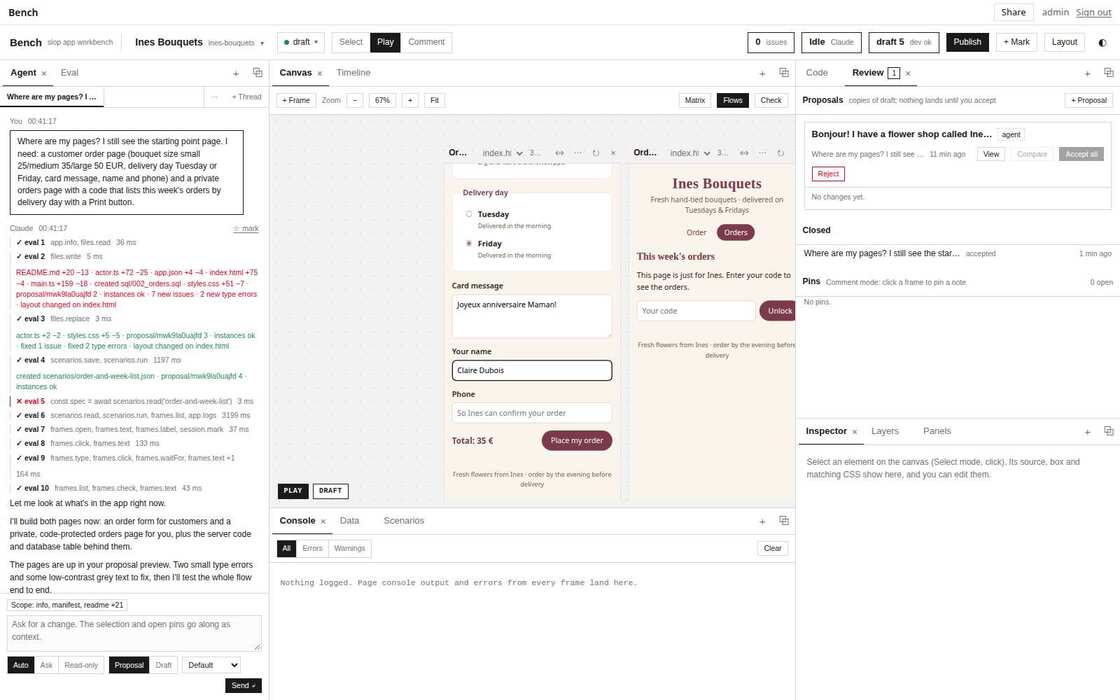 Bench
Share admin Sign out
Bench slop app workbench Ines Bouquets ines-bouquets draft Select Play Comment 0 issues Idle Claude draft 5 dev ok Publish + Mark Layout
Agent × Eval
Where are my pages? I … ⋯ + Thread
You 00:41:17
Where are my pages? I still see the starting point page. I
need: a customer order page (bouquet size small
25/medium 35/large 50 EUR, delivery day Tuesday or
Friday, card message, name and phone) and a private
orders page with a code that lists this week's orders by
delivery day with a Print button.
Claude 00:41:17 ☆ mark
✓ eval 1 app.info, files.read 36 ms
✓ eval 2 files.write 5 ms
README.md +20 −13 · actor.ts +72 −25 · app.json +4 −4 · index.html +75
−4 · main.ts +159 −18 · created sql/002_orders.sql · styles.css +51 −7 ·
proposal/mwk9la0uajfd 2 · instances ok · 7 new issues · 2 new type errors
· layout changed on index.html
✓ eval 3 files.replace 3 ms
actor.ts +2 −2 · styles.css +5 −5 · proposal/mwk9la0uajfd 3 · instances ok
· fixed 1 issue · fixed 2 type errors · layout changed on index.html
✓ eval 4 scenarios.save, scenarios.run 1197 ms
created scenarios/order-and-week-list.json · proposal/mwk9la0uajfd 4 ·
instances ok
✕ eval 5 const spec = await scenarios.read('order-and-week-list') 3 ms
✓ eval 6 scenarios.read, scenarios.run, frames.list, app.logs 3199 ms
✓ eval 7 frames.open, frames.text, frames.label, session.mark 37 ms
✓ eval 8 frames.click, frames.text 133 ms
✓ eval 9 frames.type, frames.click, frames.waitFor, frames.text +1
164 ms
✓ eval 10 frames.list, frames.check, frames.text 43 ms
Let me look at what's in the app right now.
I'll build both pages now: an order form for customers and a
private, code-protected orders page for you, plus the server code
and database table behind them.
The pages are up in your proposal preview. Two small type errors
and some low-contrast grey text to fix, then I'll test the whole flow
end to end.
Scope: info, manifest, readme +21
Ask for a change. The selection and open pins go along as
context.
Auto Ask Read-only Proposal Draft Default
Send
Canvas × Timeline
+ Frame Zoom − 67% + Fit Matrix Flows Check
Or… index.ht 3… ⋯ ×
Delivery day
Tuesday
Delivered in the morning
Friday
Delivered in the morning
Card message
Joyeux anniversaire Maman!
Your name
Claire Dubois
Phone
So Ines can confirm your order
Total: 35 € Place my order
Fresh flowers from Ines · order by the evening before
delivery
Ord… index.ht 3… ⋯
Ines Bouquets
Fresh hand-tied bouquets · delivered on
Tuesdays & Fridays
Order Orders
This week's orders
This page is just for Ines. Enter your code to
see the orders.
Your code Unlock
Fresh flowers from Ines · order by the evening before
delivery
PLAY DRAFT
Console × Data Scenarios
All Errors Warnings Clear
Nothing logged. Page console output and errors from every frame land here.
Code Review 1 ×
Proposals copies of draft; nothing lands until you accept + Proposal
Bonjour! I have a flower shop called Ine… agent
Where are my pages? I still see … 11 min ago View Compare Accept all
Reject
No changes yet.
Closed
Where are my pages? I still see the star… accepted 1 min ago
Pins Comment mode: click a frame to pin a note 0 open
No pins.
Inspector × Layers Panels
Select an element on the canvas (Select mode, click). Its source, box and
matching CSS show here, and you can edit them.